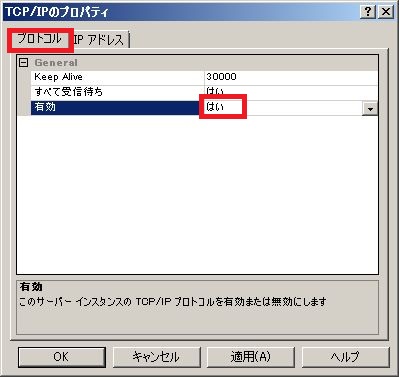 TCP/IPのプロパティ
プロトコル IP アドレス
General
Keep Alive 30000
すべて受信待ち はい
有効 はい
有効
このサーバー インスタンスの TCP/IP プロトコルを有効または無効にします
OK キャンセル 適用(A) ヘルプ